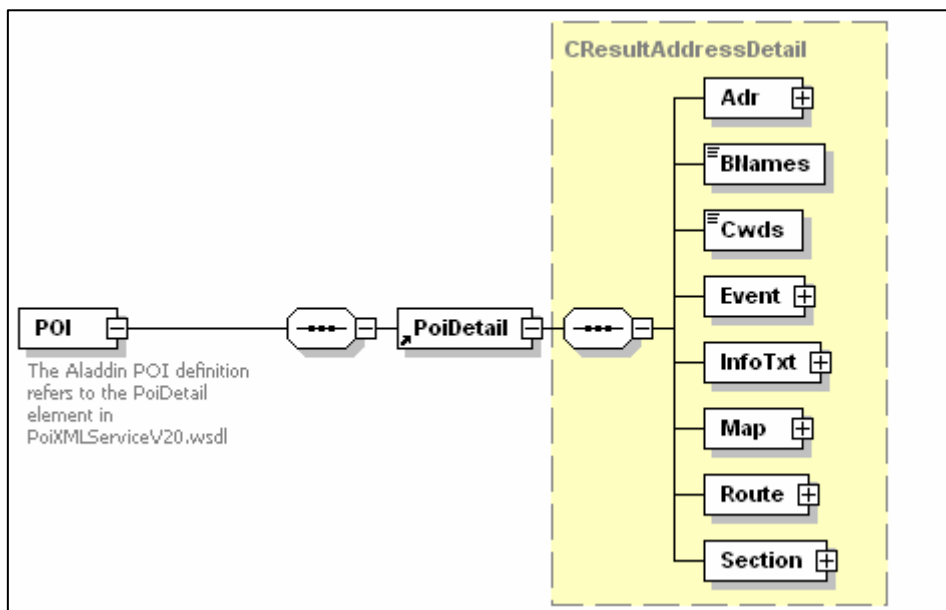 CResultAddressDetail
Adr
BNames
Cwds
Event
POI
PoiDetail
The Aladdin POI definition
refers to the PoiDetail
element in
PoiXMLServiceV20.wsdl
InfoTxt
Map
Route
Section